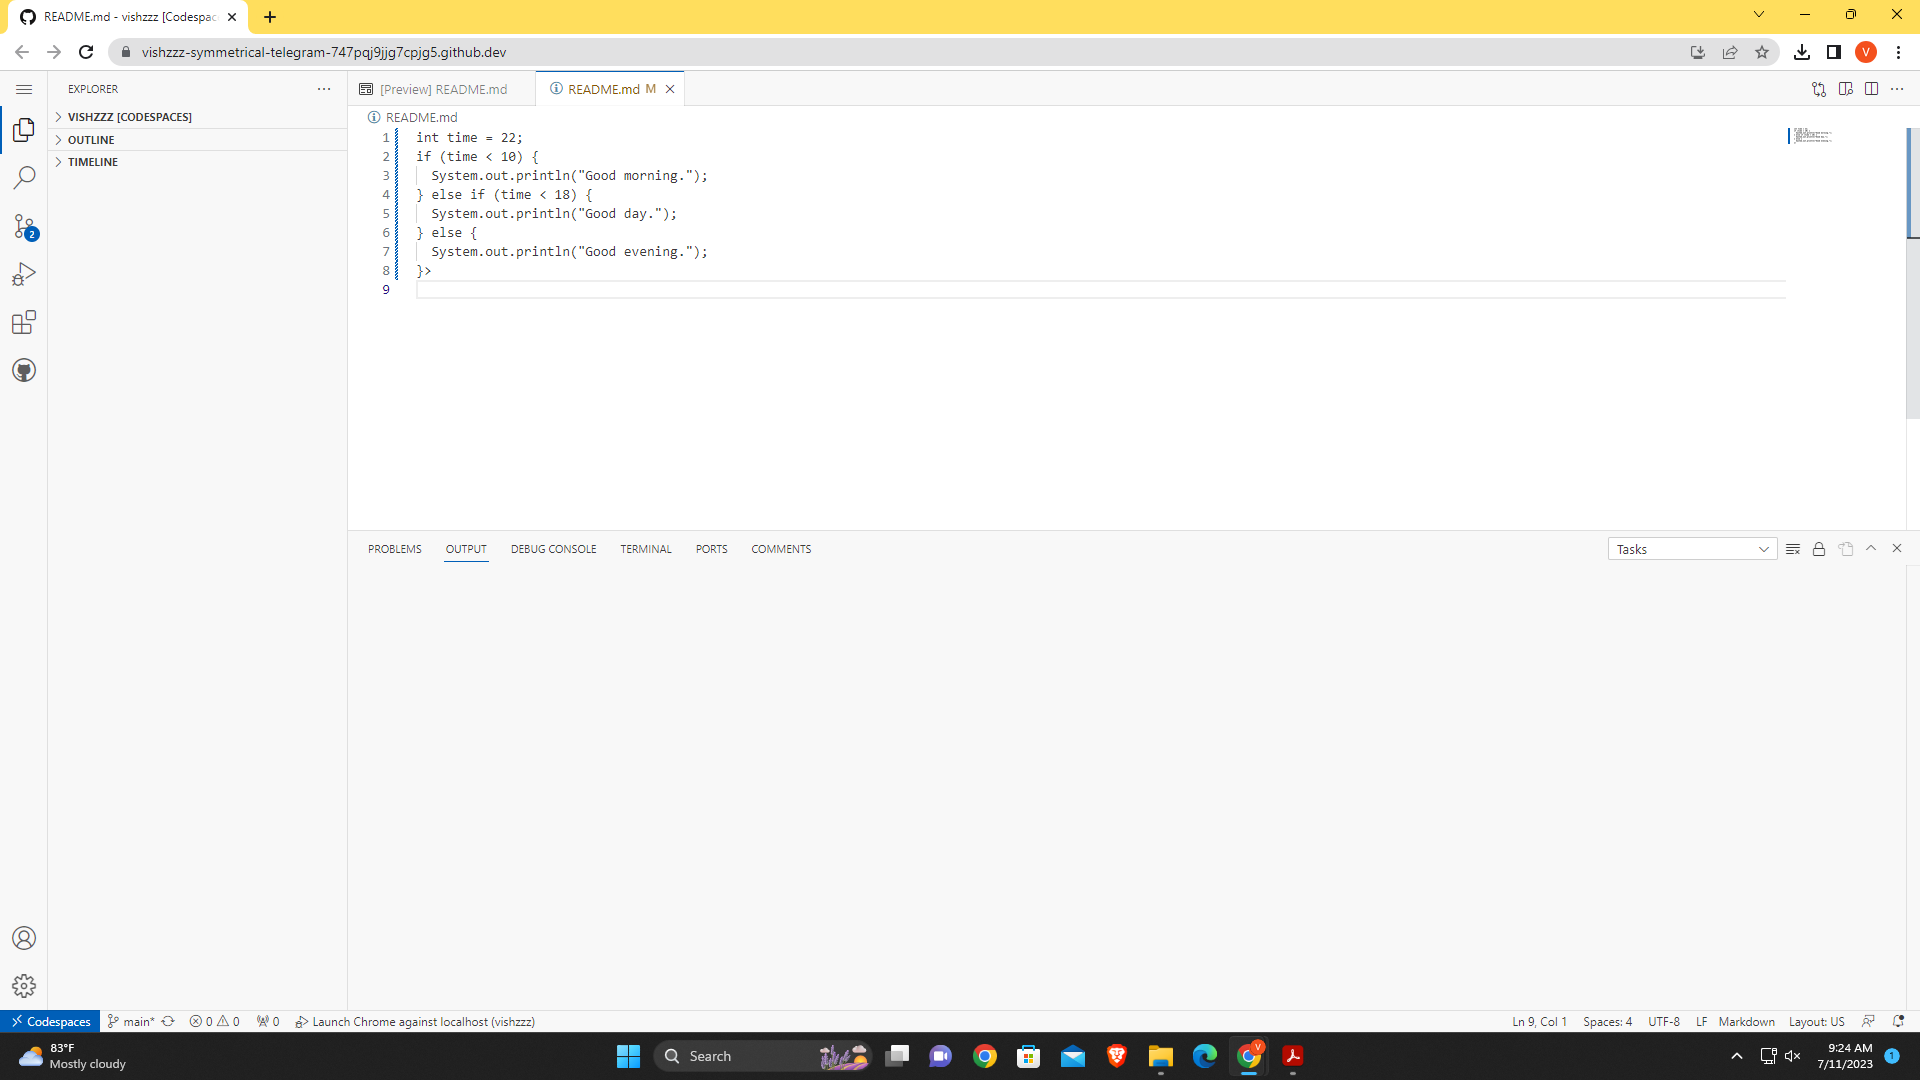 README.md - vishzzz [Codespac
vishzzz-symmetrical-telegram-747pqj9jjg7cpjg5.github.dev
V
EXPLORER
VISHZZZ [CODESPACES]
OUTLINE
TIMELINE
2
[Preview] README.md
README.md M
README.md
1 int time = 22;
2 if (time < 10) {
3 System.out.println("Good morning.");
4 } else if (time < 18) {
5 System.out.println("Good day.");
6 } else {
7 System.out.println("Good evening.");
8 }>
9
PROBLEMS OUTPUT DEBUG CONSOLE TERMINAL PORTS COMMENTS
Tasks
Codespaces main* 0 0 0 Launch Chrome against localhost (vishzzz)
Ln 9, Col 1 Spaces: 4 UTF-8 LF Markdown Layout: US
83°F
Mostly cloudy
Search
V
9:24 AM
7/11/2023
1